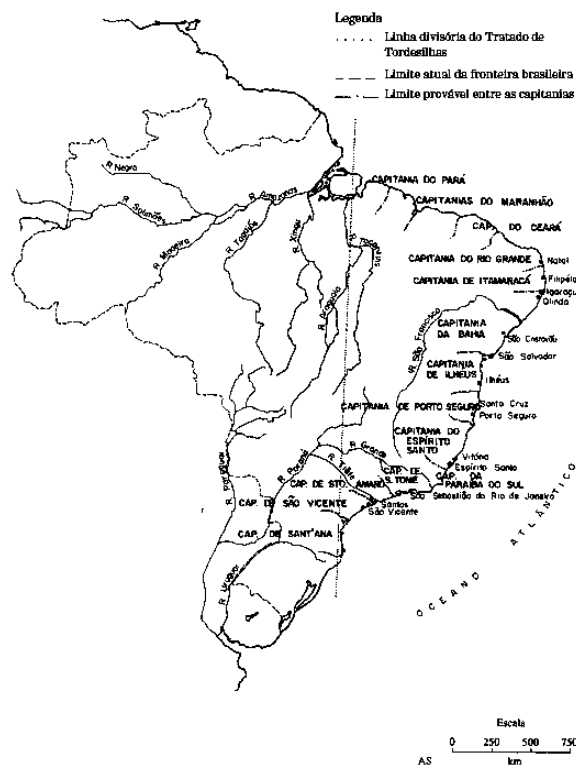 Legenda
Linha divisória do Tratado de
Tordesilhas
Limite atual da fronteira brasileira
Limite provável entre as capitanias
R Negro
R Solimões
R Amazonas
R Madeira
R Tapajós
R Xingu
R Tocantins
R Araguaia
CAPITANIA DO PARÁ
CAPITANIAS DO MARANHÃO
CAP. DO CEARÁ
CAPITANIA DO RIO GRANDE
Natal
CAPITANIA DE ITAMARACÁ
Filipéia
Igaraçu
Olinda
R São Francisco
CAPITANIA
DA BAHIA
São Cristovão
São Salvador
CAPITANIA
DE ILHÉUS
Ilhéus
CAPITANIA DE PORTO SEGURO
Santa Cruz
Porto Seguro
CAPITANIA DO
ESPÍRITO
SANTO
Vitória
Espírito Santo
R Grande
R Paraná
R Tietê
R Paraguai
CAP. DE
S. TOMÉ
CAP. DA
PARAIBA DO SUL
CAP. DE STO. AMARO
São Sebastião do Rio de Janeiro
CAP. DE SÃO VICENTE
Santos
São Vicente
CAP. DE SANT'ANA
R Uruguai
OCEANO ATLÂNTICO
Escala
0 250 500 750
km
AS